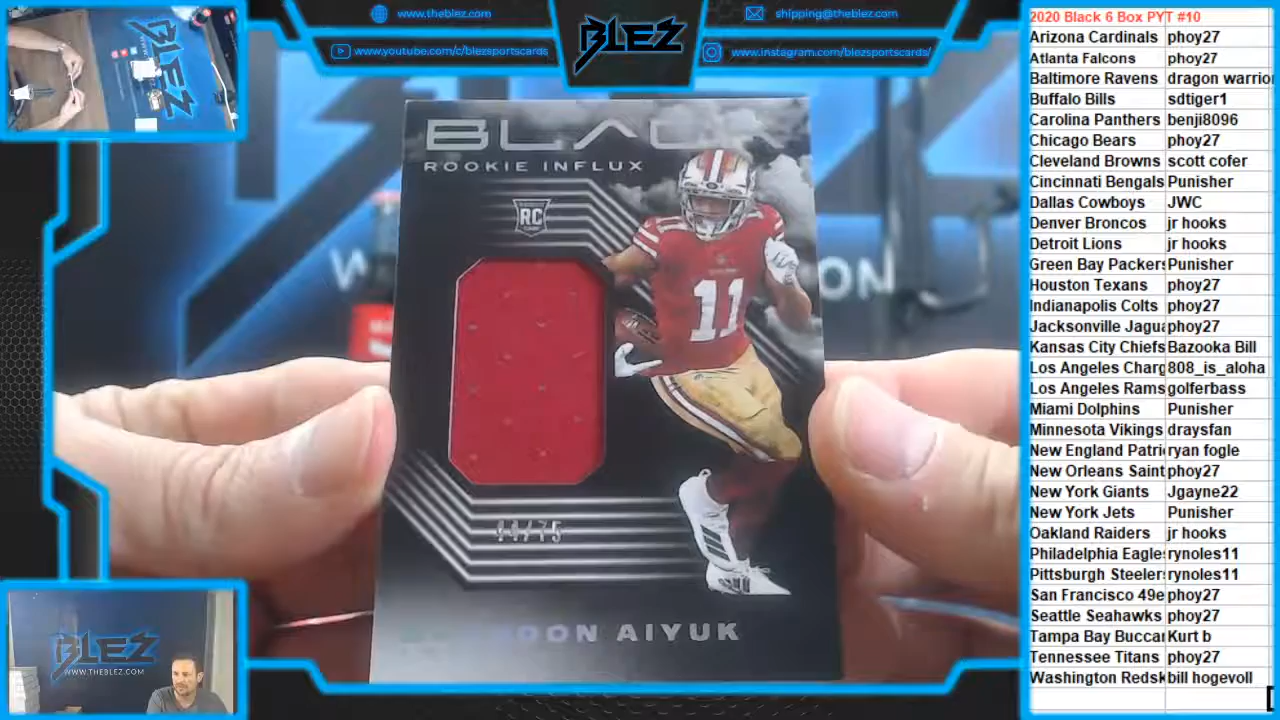 www.theblez.com
shipping@theblez.com
www.youtube.com/c/blezsportscards
www.instagram.com/blezsportscards/
BLEZ
BLEZ
BLACK
ROOKIE INFLUX
RC
11
11
/75
AIYUK
BLEZ
WWW.THEBLEZ.COM
2020 Black 6 Box PYT #10
Arizona Cardinals phoy27
Atlanta Falcons phoy27
Baltimore Ravens dragon warrio
Buffalo Bills sdtiger1
Carolina Panthers benji8096
Chicago Bears phoy27
Cleveland Browns scott cofer
Cincinnati Bengals Punisher
Dallas Cowboys JWC
Denver Broncos jr hooks
Detroit Lions jr hooks
Green Bay Packers Punisher
Houston Texans phoy27
Indianapolis Colts phoy27
Jacksonville Jagua phoy27
Kansas City Chiefs Bazooka Bill
Los Angeles Charg 808_is_aloha
Los Angeles Rams golferbass
Miami Dolphins Punisher
Minnesota Vikings draysfan
New England Patri ryan fogle
New Orleans Saint phoy27
New York Giants Jgayne22
New York Jets Punisher
Oakland Raiders jr hooks
Philadelphia Eagle rynoles11
Pittsburgh Steelers rynoles11
San Francisco 49e phoy27
Seattle Seahawks phoy27
Tampa Bay Bucca Kurt b
Tennessee Titans phoy27
Washington Redsk bill hogevoll